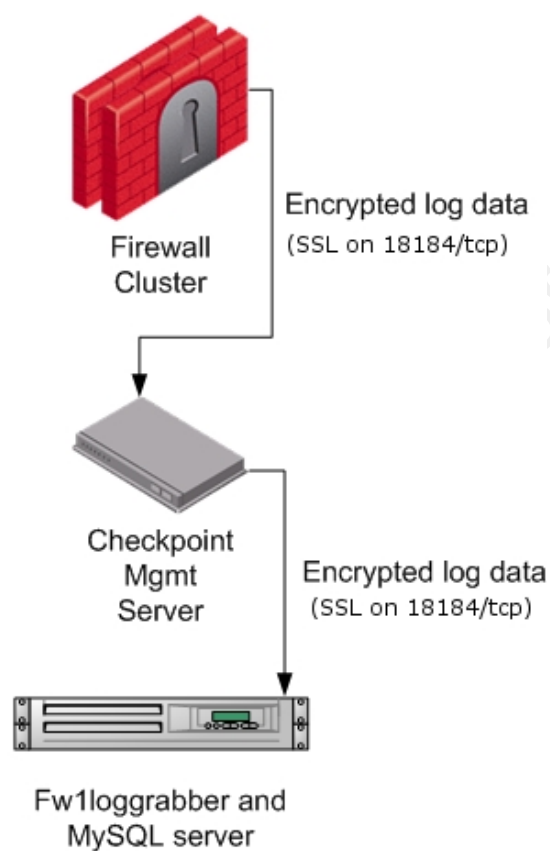 Encrypted log data
(SSL on 18184/tcp)
Firewall
Cluster
Checkpoint
Mgmt
Server
Encrypted log data
(SSL on 18184/tcp)
Fw1loggrabber and
MySQL server